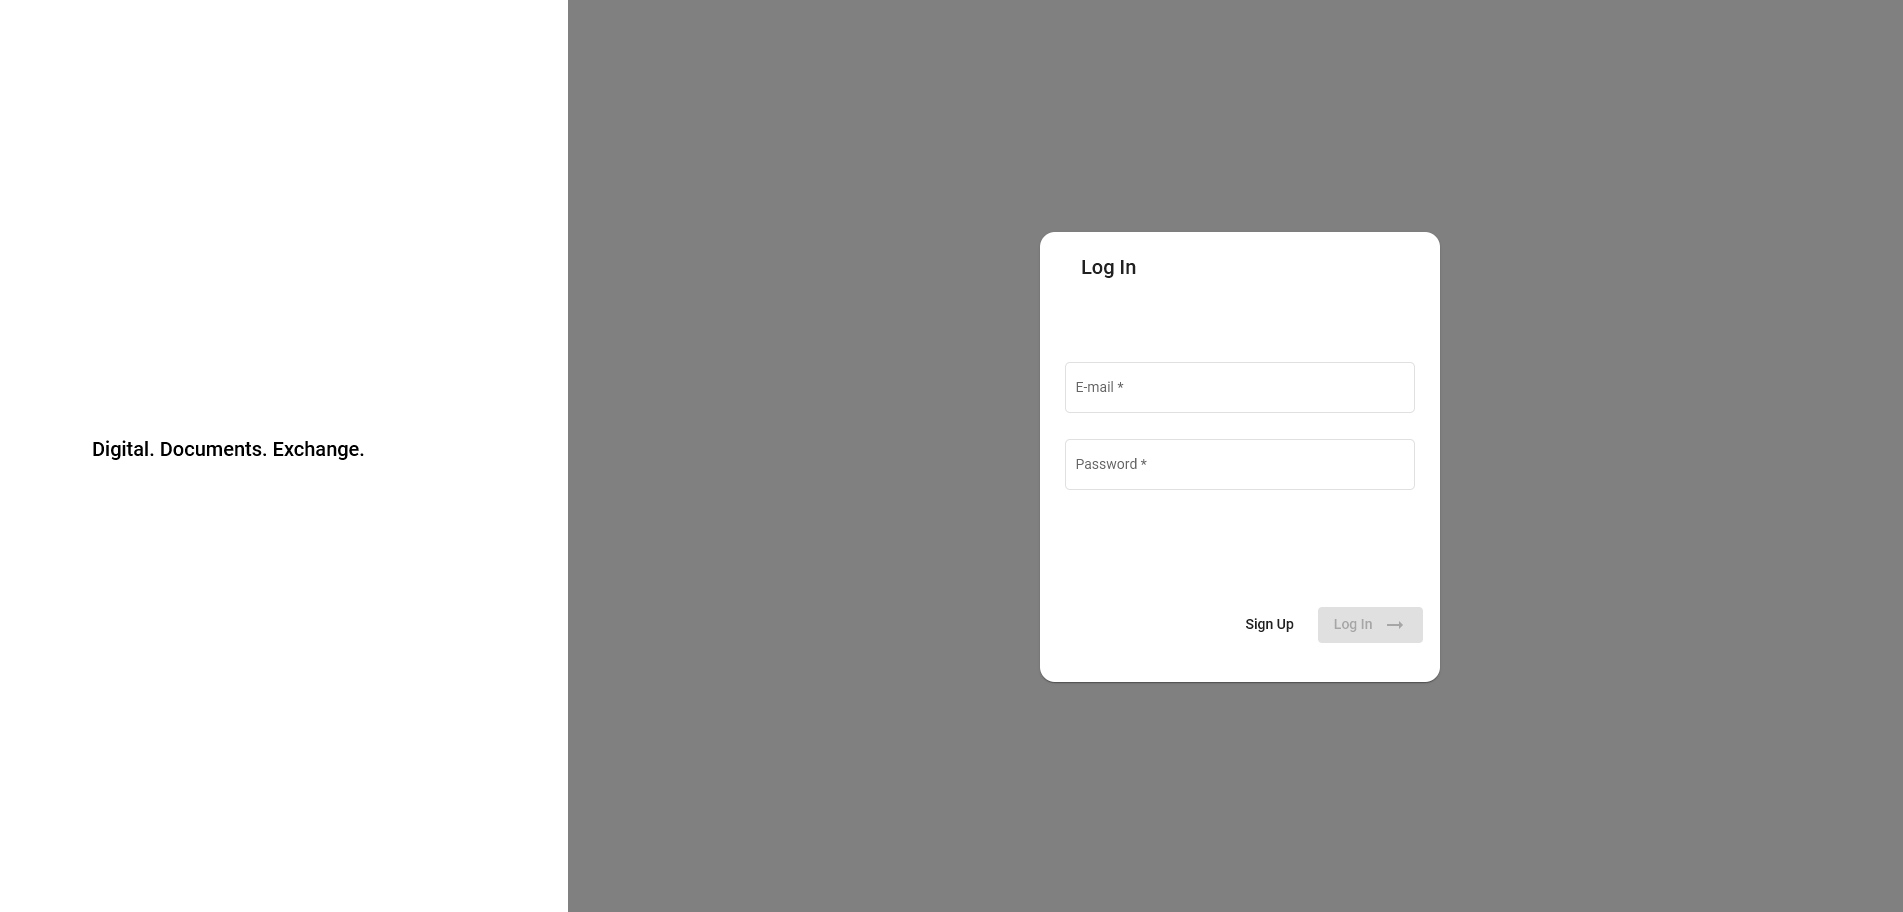 Digital. Documents. Exchange.
Log In
E-mail *
Password *
Sign Up
Log In